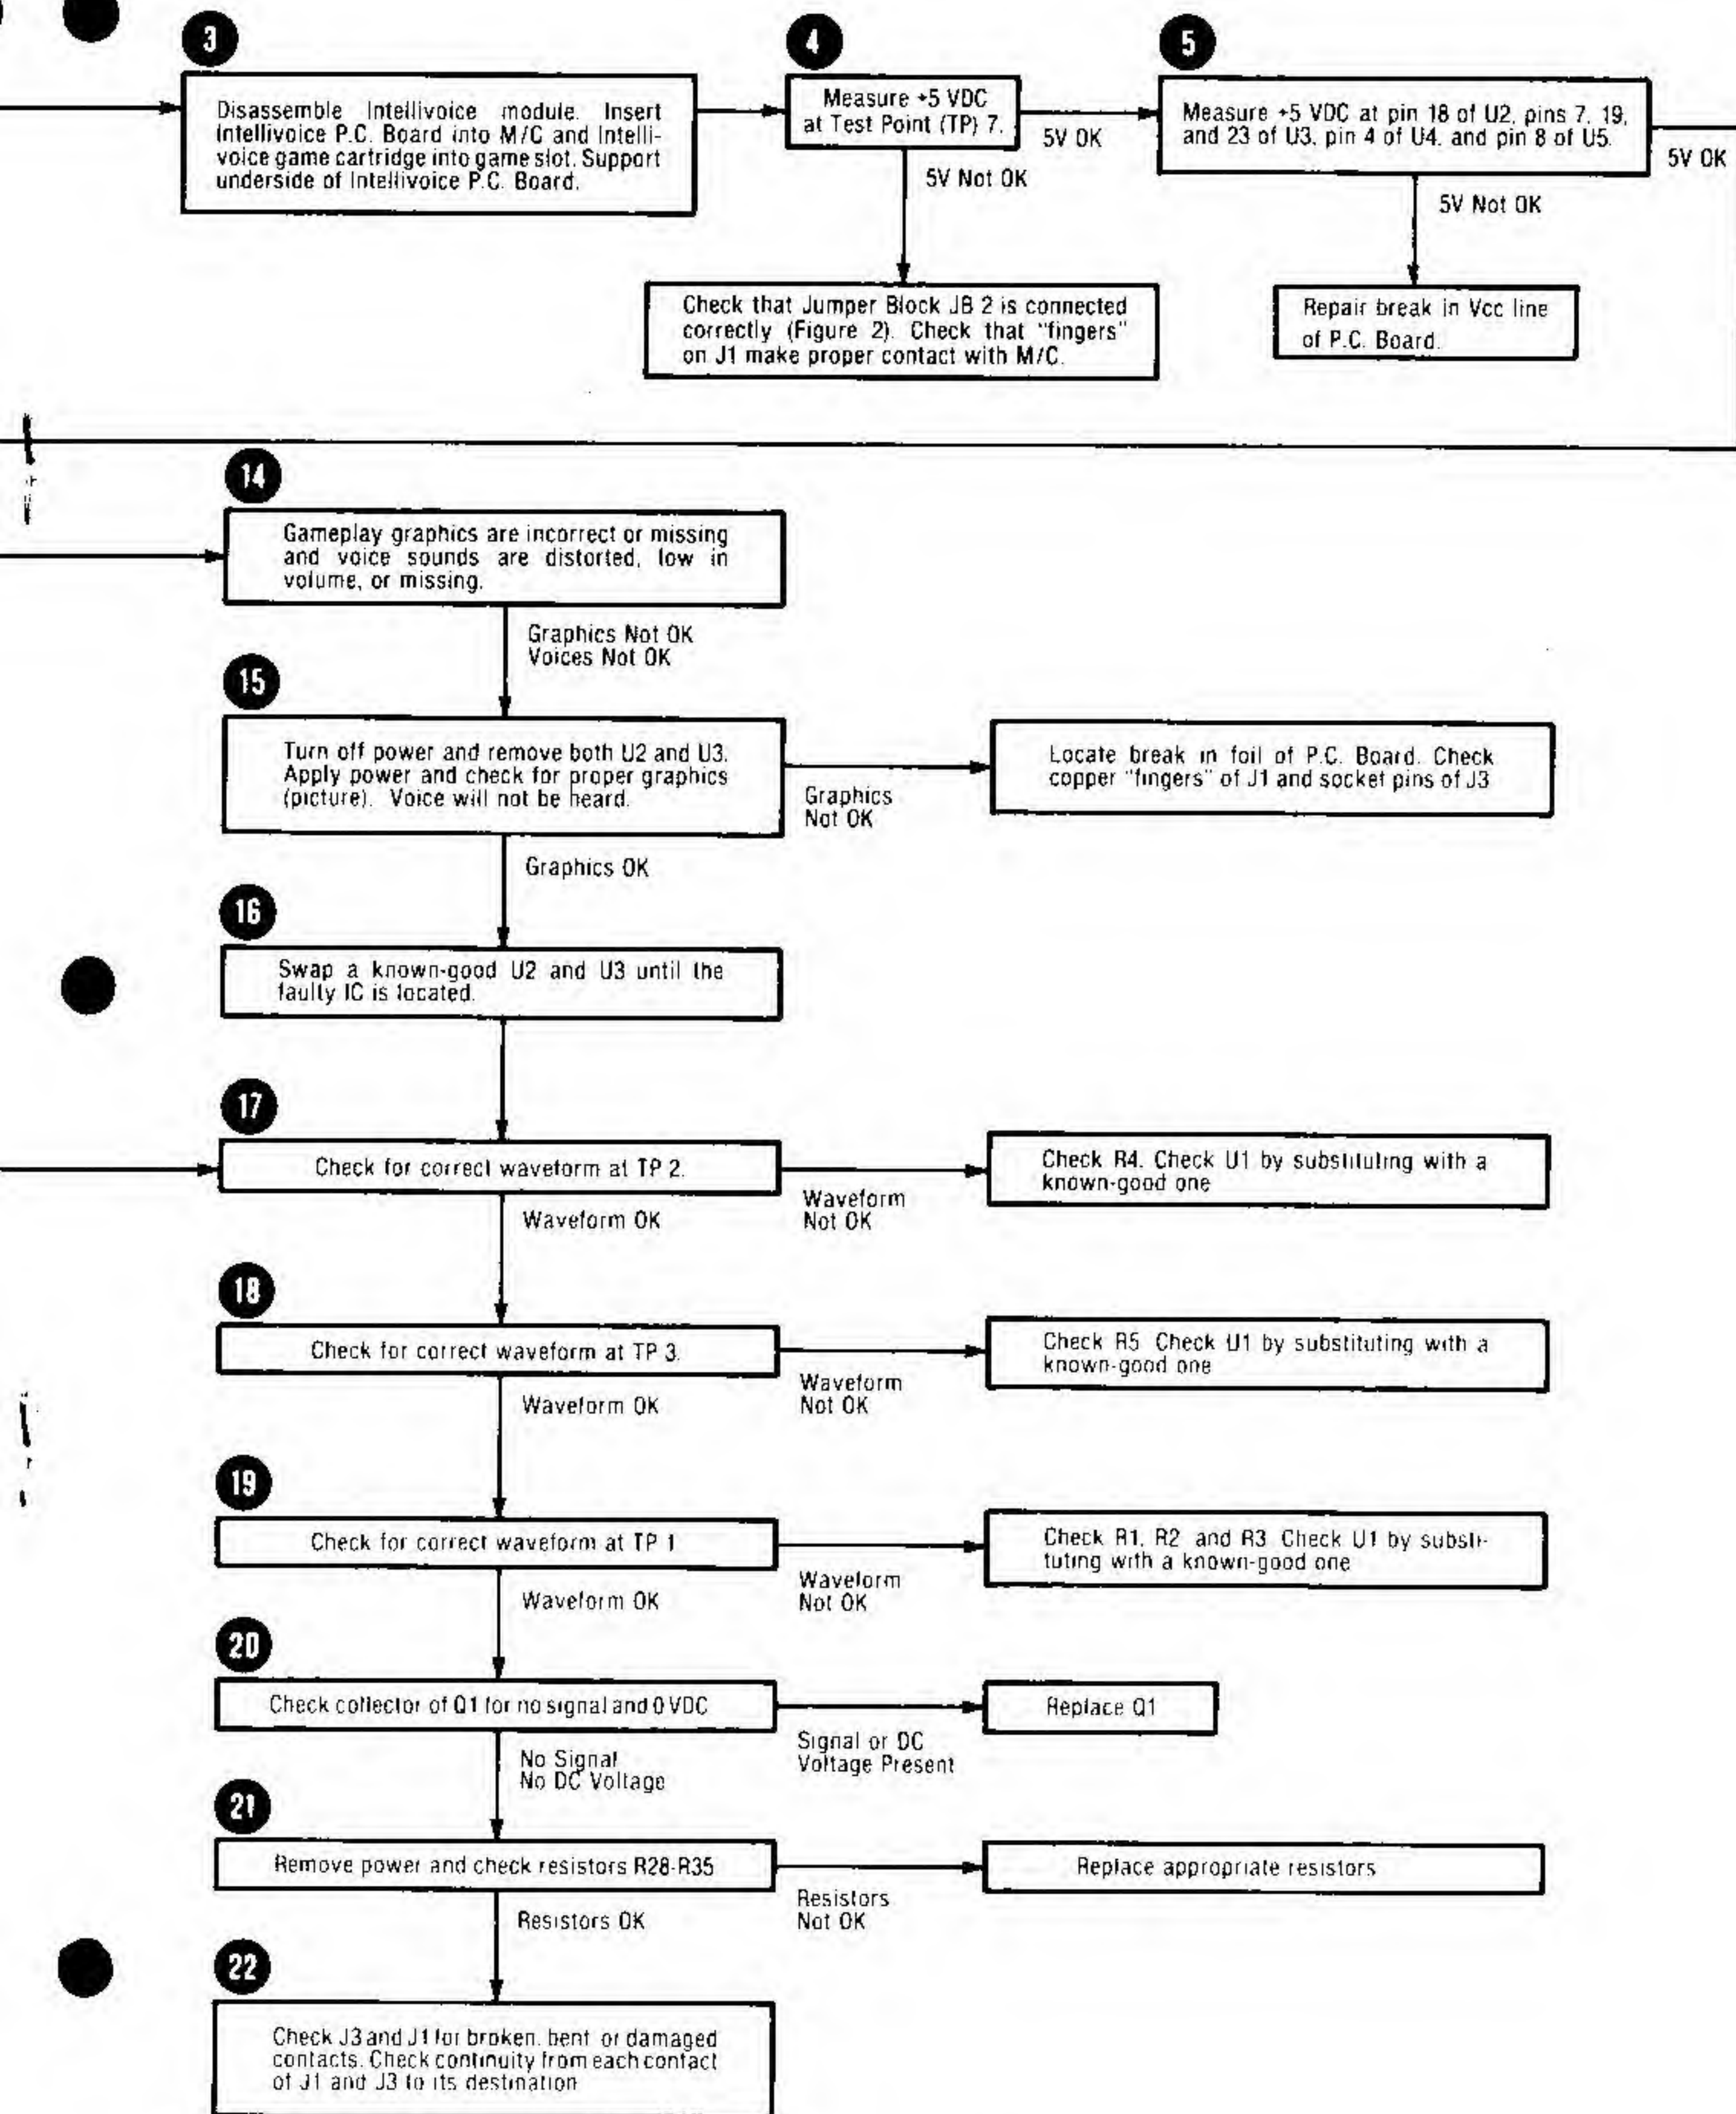 3
Disassemble Intellivoice module. Insert
Intellivoice P.C. Board into M/C and Intelli-
voice game cartridge into game slot. Support
underside of Intellivoice P.C. Board.
4
Measure +5 VDC
at Test Point (TP) 7.
5V OK
5V Not OK
Check that Jumper Block JB 2 is connected
correctly (Figure 2). Check that "fingers"
on J1 make proper contact with M/C.
5
Measure +5 VDC at pin 18 of U2, pins 7, 19,
and 23 of U3, pin 4 of U4, and pin 8 of U5.
5V OK
5V Not OK
Repair break in Vcc line
of P.C. Board.
14
Gameplay graphics are incorrect or missing
and voice sounds are distorted, low in
volume, or missing.
Graphics Not OK
Voices Not OK
15
Turn off power and remove both U2 and U3.
Apply power and check for proper graphics
(picture). Voice will not be heard.
Graphics
Not OK
Locate break in foil of P.C. Board. Check
copper "fingers" of J1 and socket pins of J3
Graphics OK
16
Swap a known-good U2 and U3 until the
faulty IC is located.
17
Check for correct waveform at TP 2.
Waveform
Not OK
Check R4. Check U1 by substituting with a
known-good one
Waveform OK
18
Check for correct waveform at TP 3.
Waveform
Not OK
Check R5 Check U1 by substituting with a
known-good one
Waveform OK
19
Check for correct waveform at TP 1
Waveform
Not OK
Check R1, R2 and R3 Check U1 by substi-
tuting with a known-good one
Waveform OK
20
Check collector of Q1 for no signal and 0 VDC
Signal or DC
Voltage Present
Replace Q1
No Signal
No DC Voltage
21
Remove power and check resistors R28-R35
Resistors
Not OK
Replace appropriate resistors
Resistors OK
22
Check J3 and J1 for broken, bent or damaged
contacts. Check continuity from each contact
of J1 and J3 to its destination